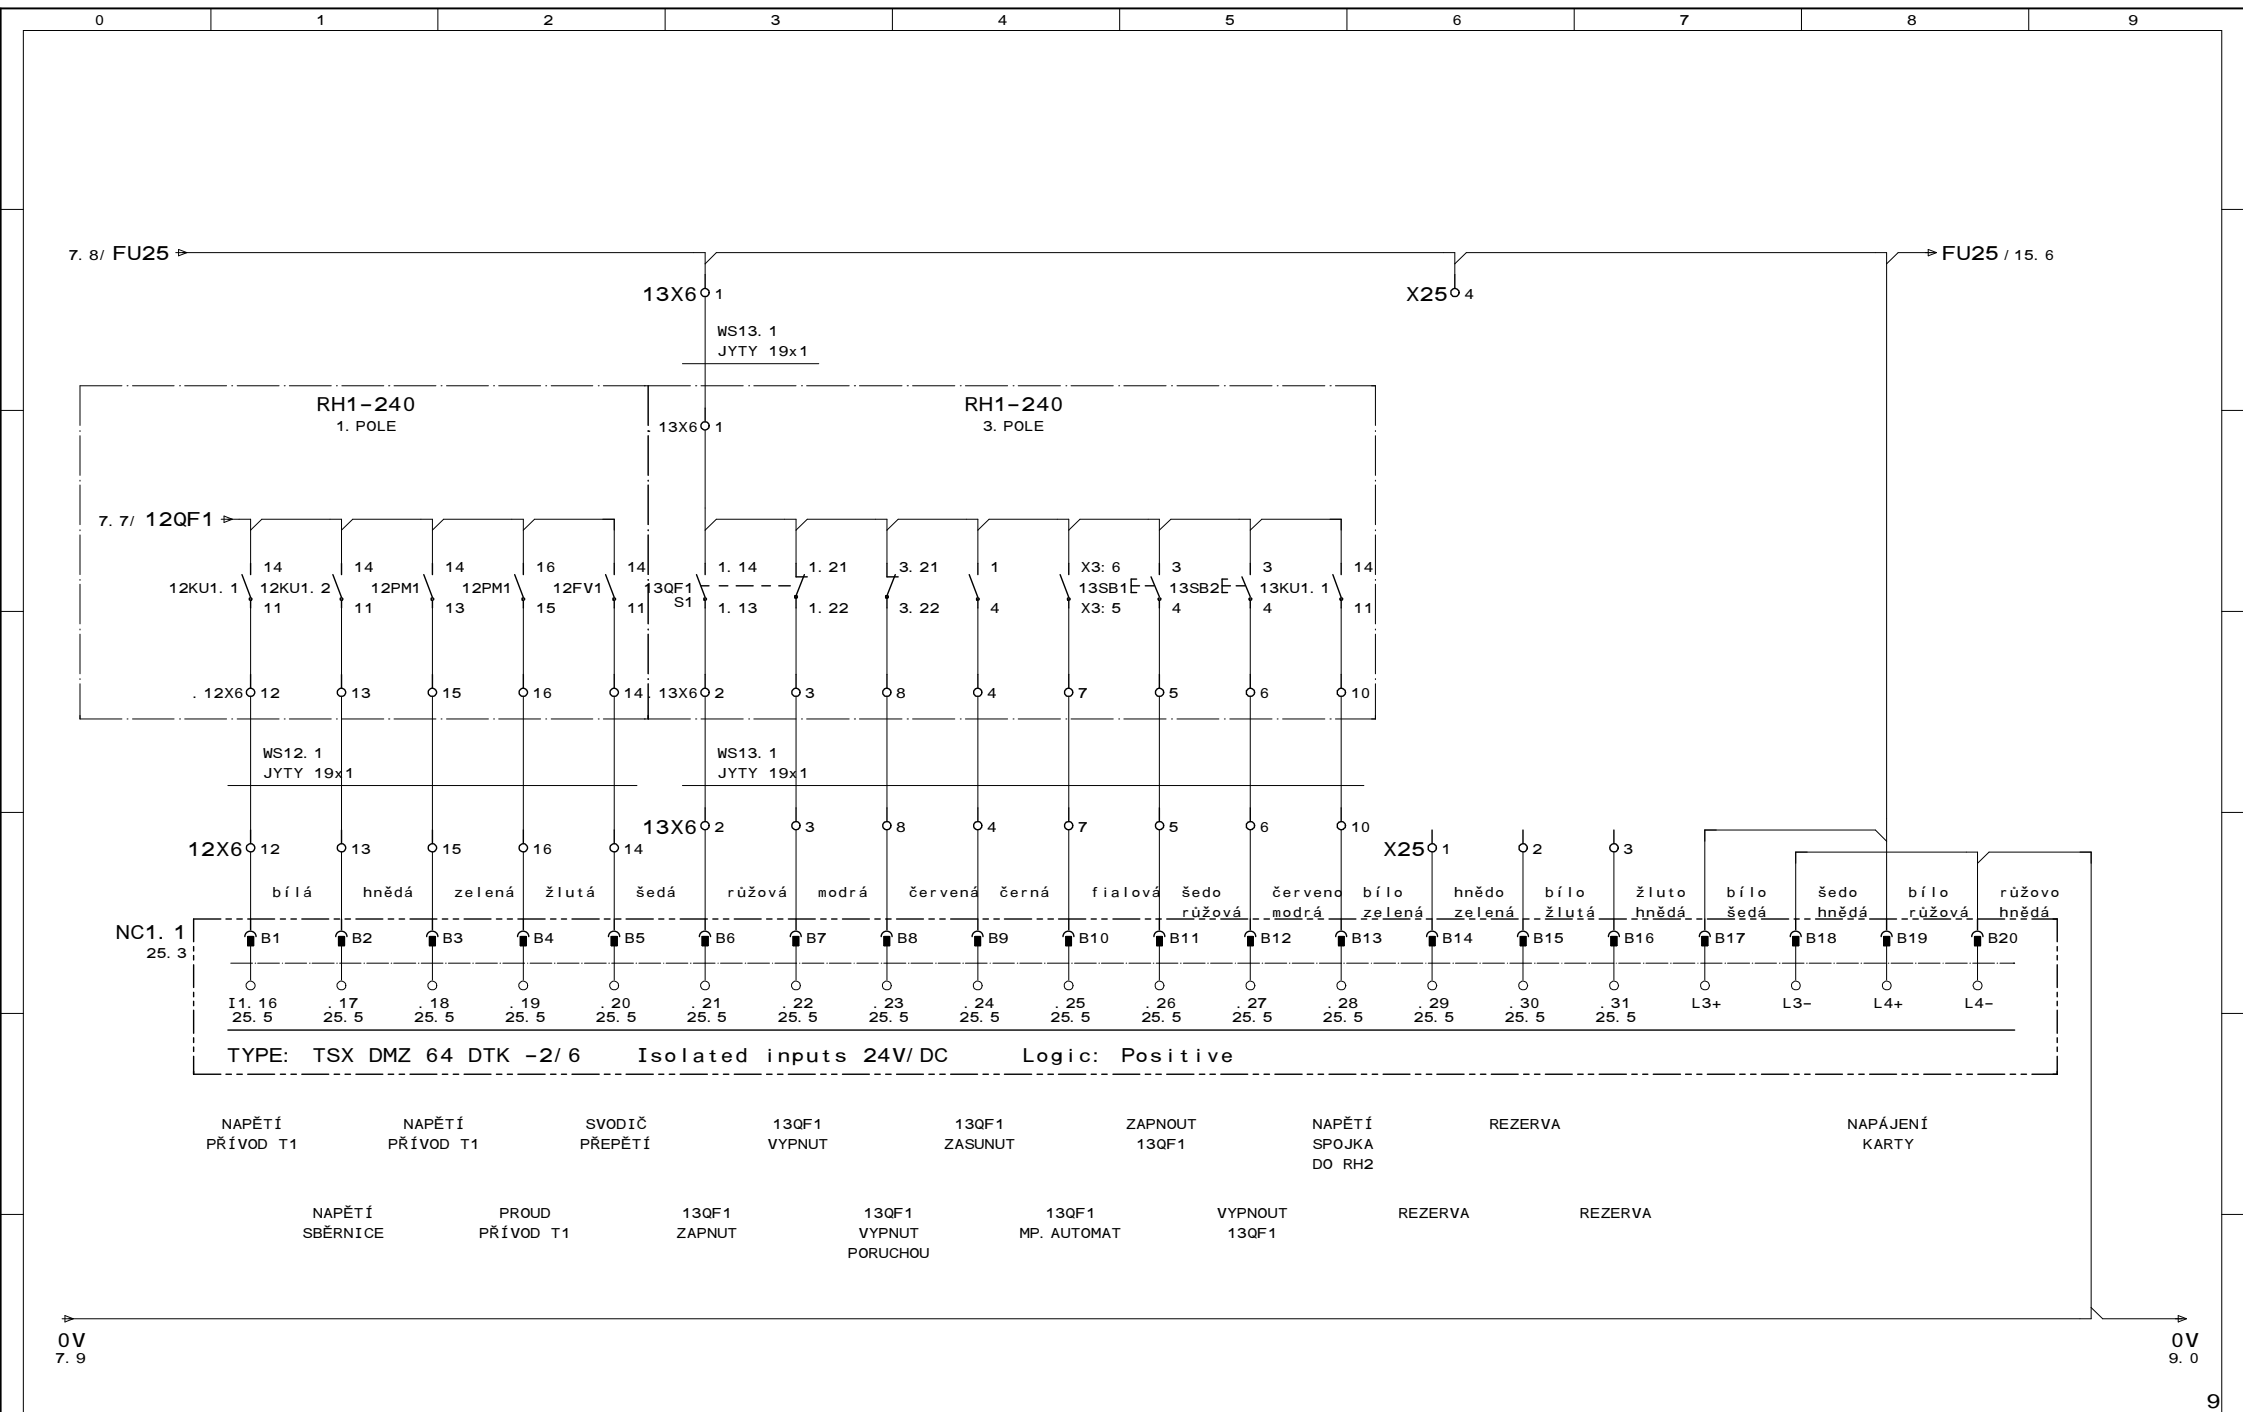 0 1 2 3 4 5 6 7 8 9
7. 8/ FU25
FU25 / 15. 6
13X6 1
X25 4
WS13. 1
JYTY 19x1
RH1-240
1. POLE
RH1-240
3. POLE
. 13X6 1
7. 7/ 12QF1
14 14 14 16 14 1. 14 1. 21 3. 21 1 X3: 6 3 3 14
12KU1. 1 12KU1. 2 12PM1 12PM1 12FV1 13QF1 13SB1 13SB2 13KU1. 1
S1
11 11 13 15 11 1. 13 1. 22 3. 22 4 X3: 5 4 4 11
. 12X6 12 13 15 16 14 . 13X6 2 3 8 4 7 5 6 10
WS12. 1
JYTY 19x1
WS13. 1
JYTY 19x1
13X6 2 3 8 4 7 5 6 10
12X6 12 13 15 16 14
X25 1 2 3
bílá hnědá zelená žlutá šedá růžová modrá červená černá fialová šedo červeno bílo hnědo bílo žluto bílo šedo bílo růžovo
růžová modrá zelená zelená žlutá hnědá šedá hnědá růžová hnědá
NC1. 1
25. 3
B1 B2 B3 B4 B5 B6 B7 B8 B9 B10 B11 B12 B13 B14 B15 B16 B17 B18 B19 B20
I1. 16 . 17 . 18 . 19 . 20 . 21 . 22 . 23 . 24 . 25 . 26 . 27 . 28 . 29 . 30 . 31 L3+ L3- L4+ L4-
25. 5 25. 5 25. 5 25. 5 25. 5 25. 5 25. 5 25. 5 25. 5 25. 5 25. 5 25. 5 25. 5 25. 5 25. 5 25. 5
TYPE: TSX DMZ 64 DTK -2/ 6 Isolated inputs 24V/ DC Logic: Positive
NAPĚTÍ
PŘÍVOD T1
NAPĚTÍ
PŘÍVOD T1
SVODIČ
PŘEPĚTÍ
13QF1
VYPNUT
13QF1
ZASUNUT
ZAPNOUT
13QF1
NAPĚTÍ
SPOJKA
DO RH2
REZERVA
NAPÁJENÍ
KARTY
NAPĚTÍ
SBĚRNICE
PROUD
PŘÍVOD T1
13QF1
ZAPNUT
13QF1
VYPNUT
PORUCHOU
13QF1
MP. AUTOMAT
VYPNOUT
13QF1
REZERVA
REZERVA
0V
7. 9
0V
9. 0
9